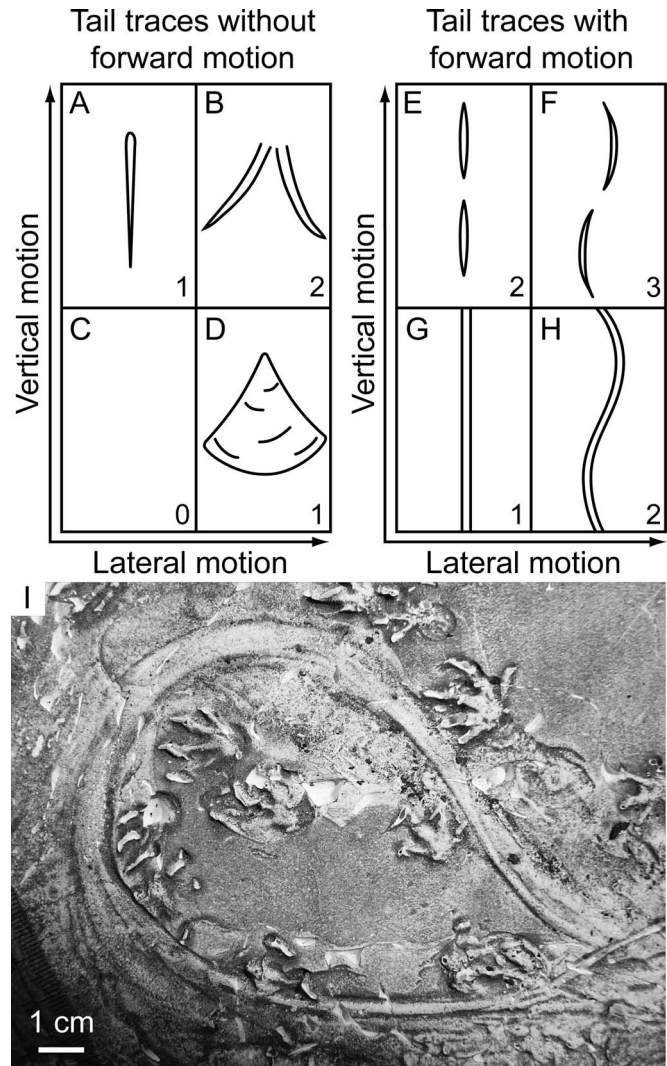 Tail traces without
forward motion
Tail traces with
forward motion
A
B
1
2
C
D
0
1
Vertical motion
Lateral motion
E
F
2
3
G
H
1
2
Vertical motion
Lateral motion
I
1 cm